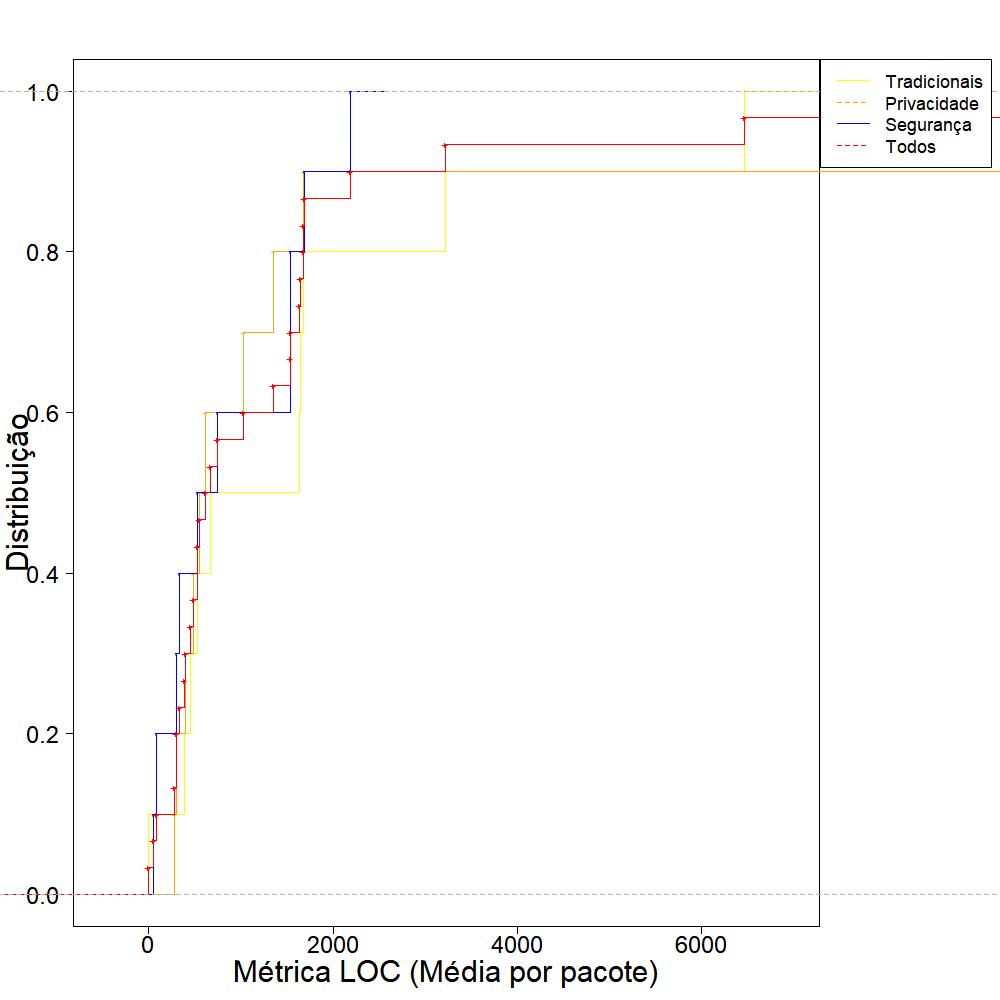 Tradicionais
Privacidade
Segurança
Todos
1.0
0.8
0.6
0.4
0.2
0.0
Distribuição
0 2000 4000 6000
Métrica LOC (Média por pacote)